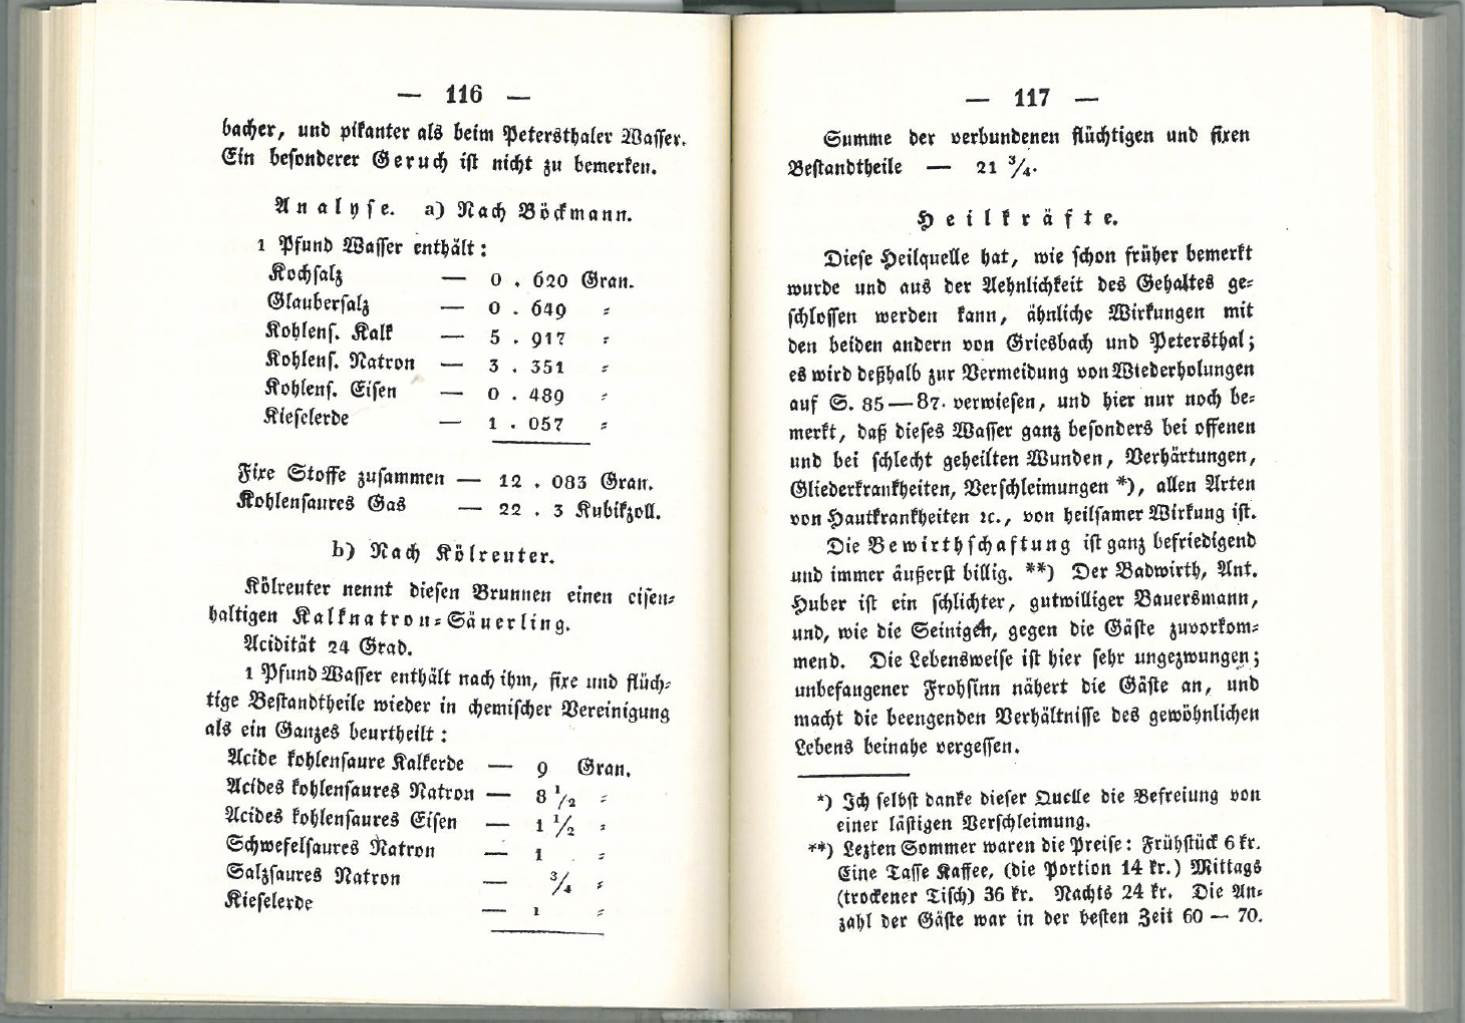 — 116 —
bacher, und pikanter als beim Petersthaler Wasser.
Ein besonderer Geruch ist nicht zu bemerken.
Analyse. a) Nach Böckmann.
1 Pfund Wasser enthält:
Kochsalz — 0 . 620 Gran.
Glaubersalz — 0 . 649 =
Kohlens. Kalk — 5 . 917 =
Kohlens. Natron — 3 . 351 =
Kohlens. Eisen — 0 . 489 =
Kieselerde — 1 . 057 =
Fixe Stoffe zusammen — 12 . 083 Gran.
Kohlensaures Gas — 22 . 3 Kubikzoll.
b) Nach Kölreuter.
Kölreuter nennt diesen Brunnen einen eisen=
haltigen Kalknatron=Säuerling.
Acidität 24 Grad.
1 Pfund Wasser enthält nach ihm, fixe und flüch=
tige Bestandtheile wieder in chemischer Vereinigung
als ein Ganzes beurtheilt:
Acide kohlensaure Kalkerde — 9 Gran.
Acides kohlensaures Natron — 8 1/2 =
Acides kohlensaures Eisen — 1 1/2 =
Schwefelsaures Natron — 1 =
Salzsaures Natron — 3/4 =
Kieselerde — 1 =
— 117 —
Summe der verbundenen flüchtigen und fixen
Bestandtheile — 21 3/4.
Heilkräfte.
Diese Heilquelle hat, wie schon früher bemerkt
wurde und aus der Aehnlichkeit des Gehaltes ge=
schlossen werden kann, ähnliche Wirkungen mit
den beiden andern von Griesbach und Petersthal;
es wird deßhalb zur Vermeidung von Wiederholungen
auf S. 85—87. verwiesen, und hier nur noch be=
merkt, daß dieses Wasser ganz besonders bei offenen
und bei schlecht geheilten Wunden, Verhärtungen,
Gliederkrankheiten, Verschleimungen *), allen Arten
von Hautkrankheiten ꝛc., von heilsamer Wirkung ist.
Die Bewirthschaftung ist ganz befriedigend
und immer äußerst billig. **) Der Badwirth, Ant.
Huber ist ein schlichter, gutwilliger Bauersmann,
und, wie die Seinigen, gegen die Gäste zuvorkom=
mend. Die Lebensweise ist hier sehr ungezwungen;
unbefangener Frohsinn nähert die Gäste an, und
macht die beengenden Verhältnisse des gewöhnlichen
Lebens beinahe vergessen.
*) Ich selbst danke dieser Quelle die Befreiung von
einer lästigen Verschleimung.
**) Lezten Sommer waren die Preise: Frühstück 6 kr.
Eine Tasse Kaffee, (die Portion 14 kr.) Mittags
(trockener Tisch) 36 kr. Nachts 24 kr. Die An=
zahl der Gäste war in der besten Zeit 60 — 70.